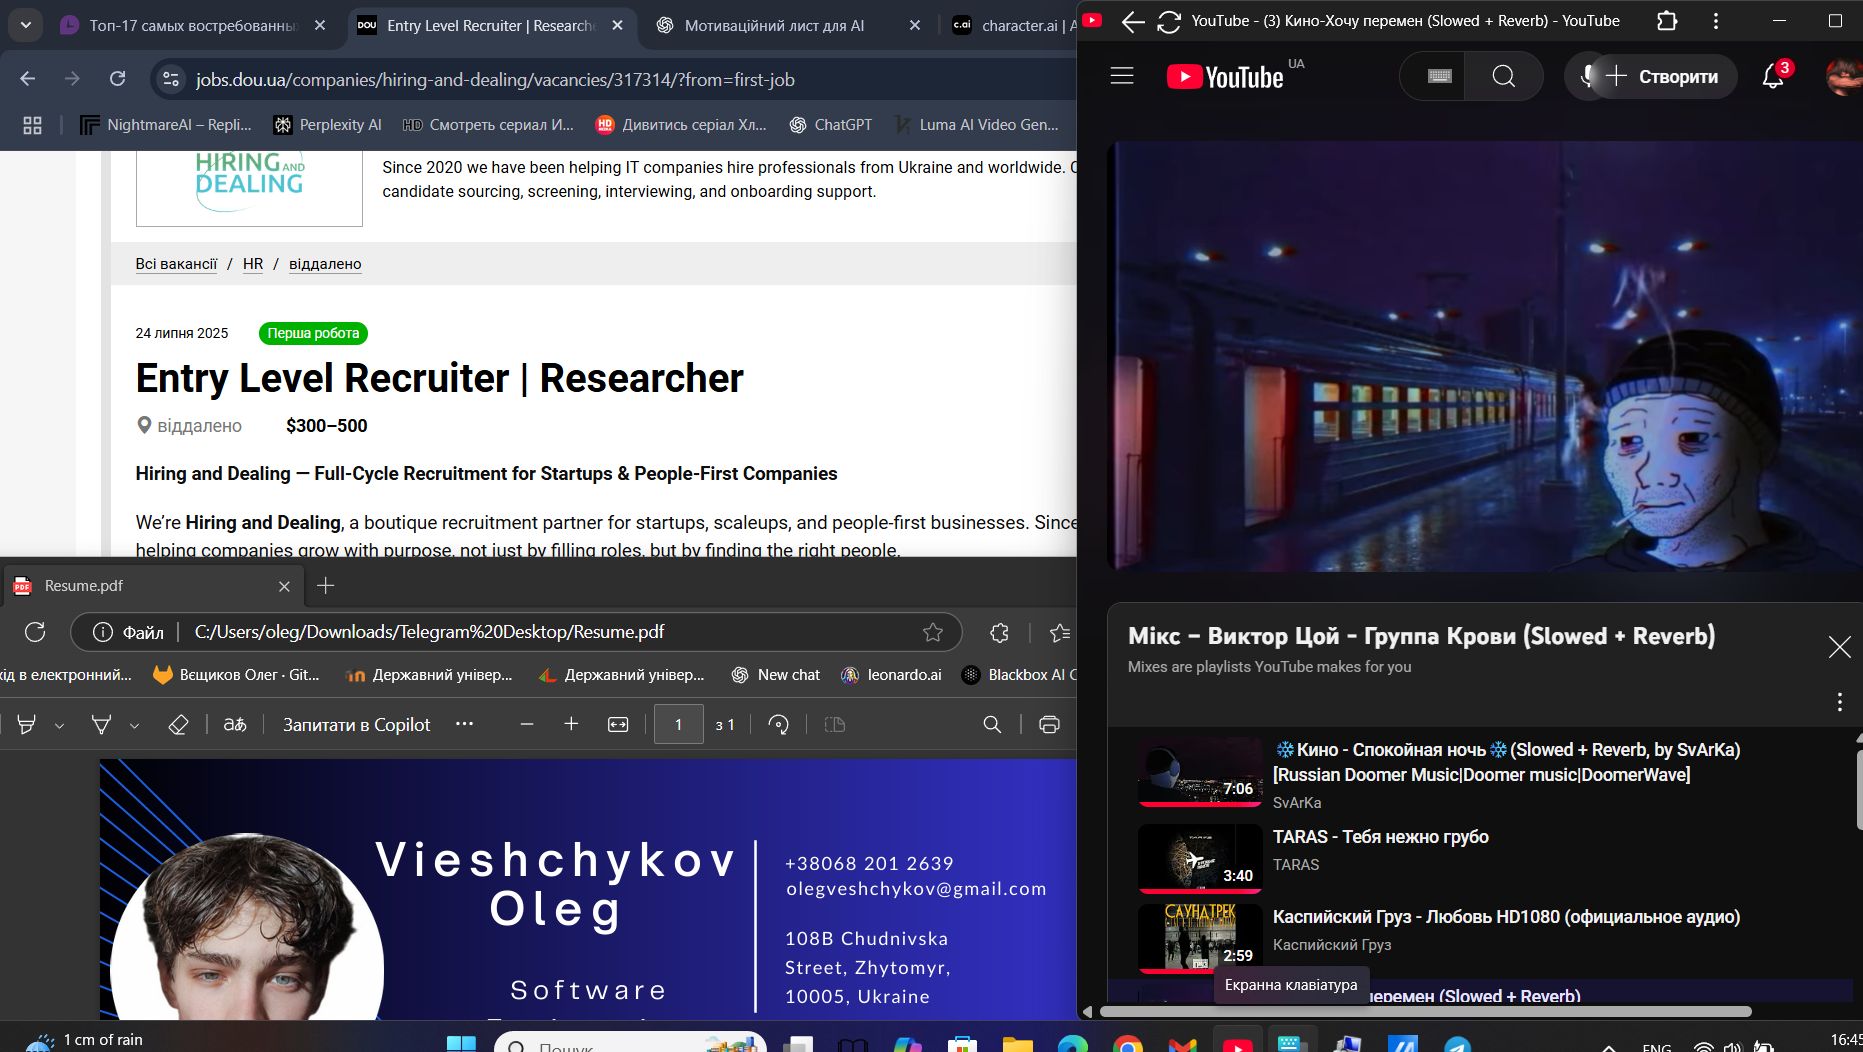 Топ-17 самых востребованны
DOU
Entry Level Recruiter | Researche
Мотиваційний лист для AI
c.ai
character.ai | A
jobs.dou.ua/companies/hiring-and-dealing/vacancies/317314/?from=first-job
NightmareAI – Repli...
Perplexity AI
HD
Смотреть сериал И...
HD
Дивитись серіал Хл...
ChatGPT
Luma AI Video Gen...
HIRING AND
DEALING
Since 2020 we have been helping IT companies hire professionals from Ukraine and worldwide.
candidate sourcing, screening, interviewing, and onboarding support.
Всі вакансії / HR / віддалено
24 липня 2025
Перша робота
Entry Level Recruiter | Researcher
віддалено
$300–500
Hiring and Dealing — Full-Cycle Recruitment for Startups & People-First Companies
We’re Hiring and Dealing, a boutique recruitment partner for startups, scaleups, and people-first businesses. Since
helping companies grow with purpose, not just by filling roles, but by finding the right people.
PDF
Resume.pdf
Файл
C:/Users/oleg/Downloads/Telegram%20Desktop/Resume.pdf
хід в електронний...
Вєщиков Олег · Git...
Державний універ...
Державний універ...
New chat
leonardo.ai
Blackbox AI C
аあ
Запитати в Copilot
1
з 1
Vieshchykov
Oleg
Software
+38068 201 2639
olegveshchykov@gmail.com
108B Chudnivska
Street, Zhytomyr,
10005, Ukraine
YouTube - (3) Кино-Хочу перемен (Slowed + Reverb) - YouTube
YouTube
UA
Створити
3
Мікс – Виктор Цой - Группа Крови (Slowed + Reverb)
Mixes are playlists YouTube makes for you
❄Кино - Спокойная ночь❄(Slowed + Reverb, by SvArKa)
[Russian Doomer Music|Doomer music|DoomerWave]
7:06
SvArKa
TARAS - Тебя нежно грубо
TARAS
3:40
САУНДТРЕК
Каспийский Груз - Любовь HD1080 (официальное аудио)
Каспийский Груз
2:59
Екранна клавіатура
перемен (Slowed + Reverb)
1 cm of rain
Пошук
ENG
16:45